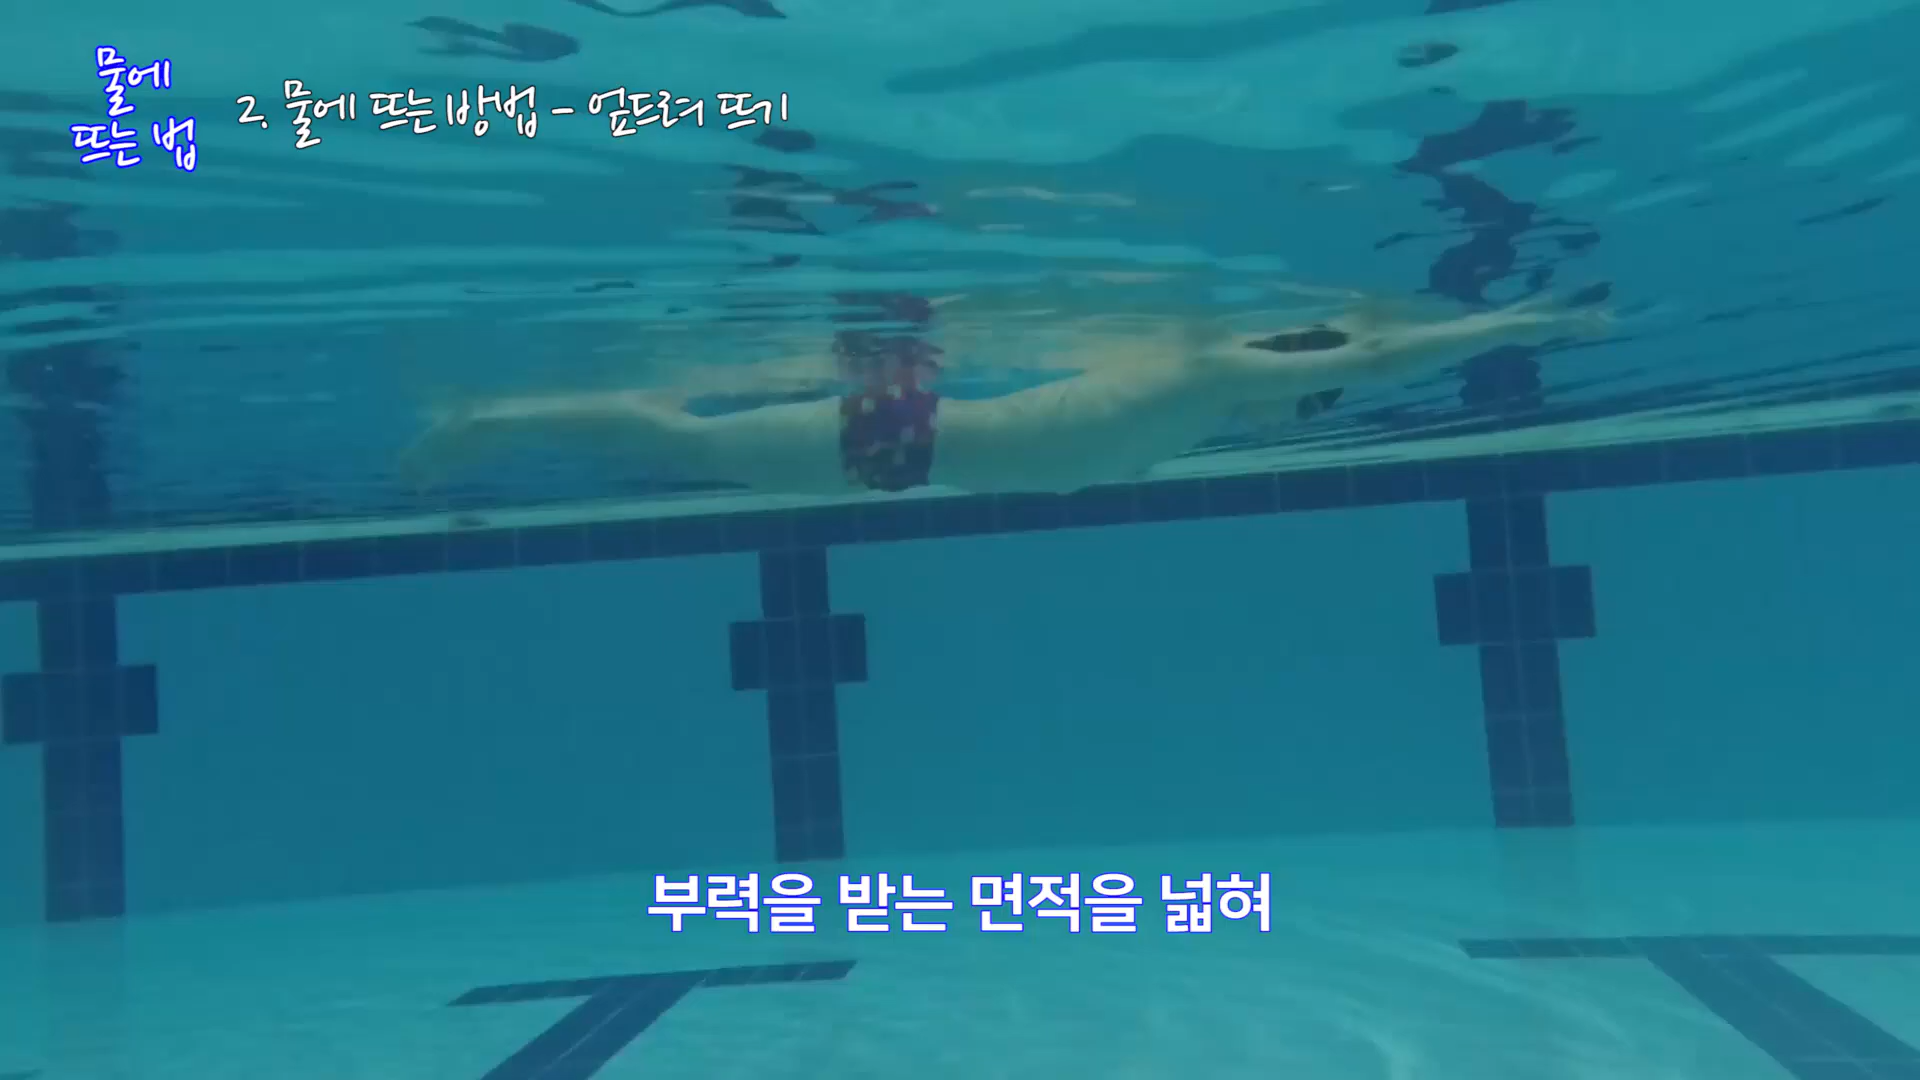 물에
뜨는 법
2. 물에 뜨는 방법 - 엎드려 뜨기
부력을 받는 면적을 넓혀